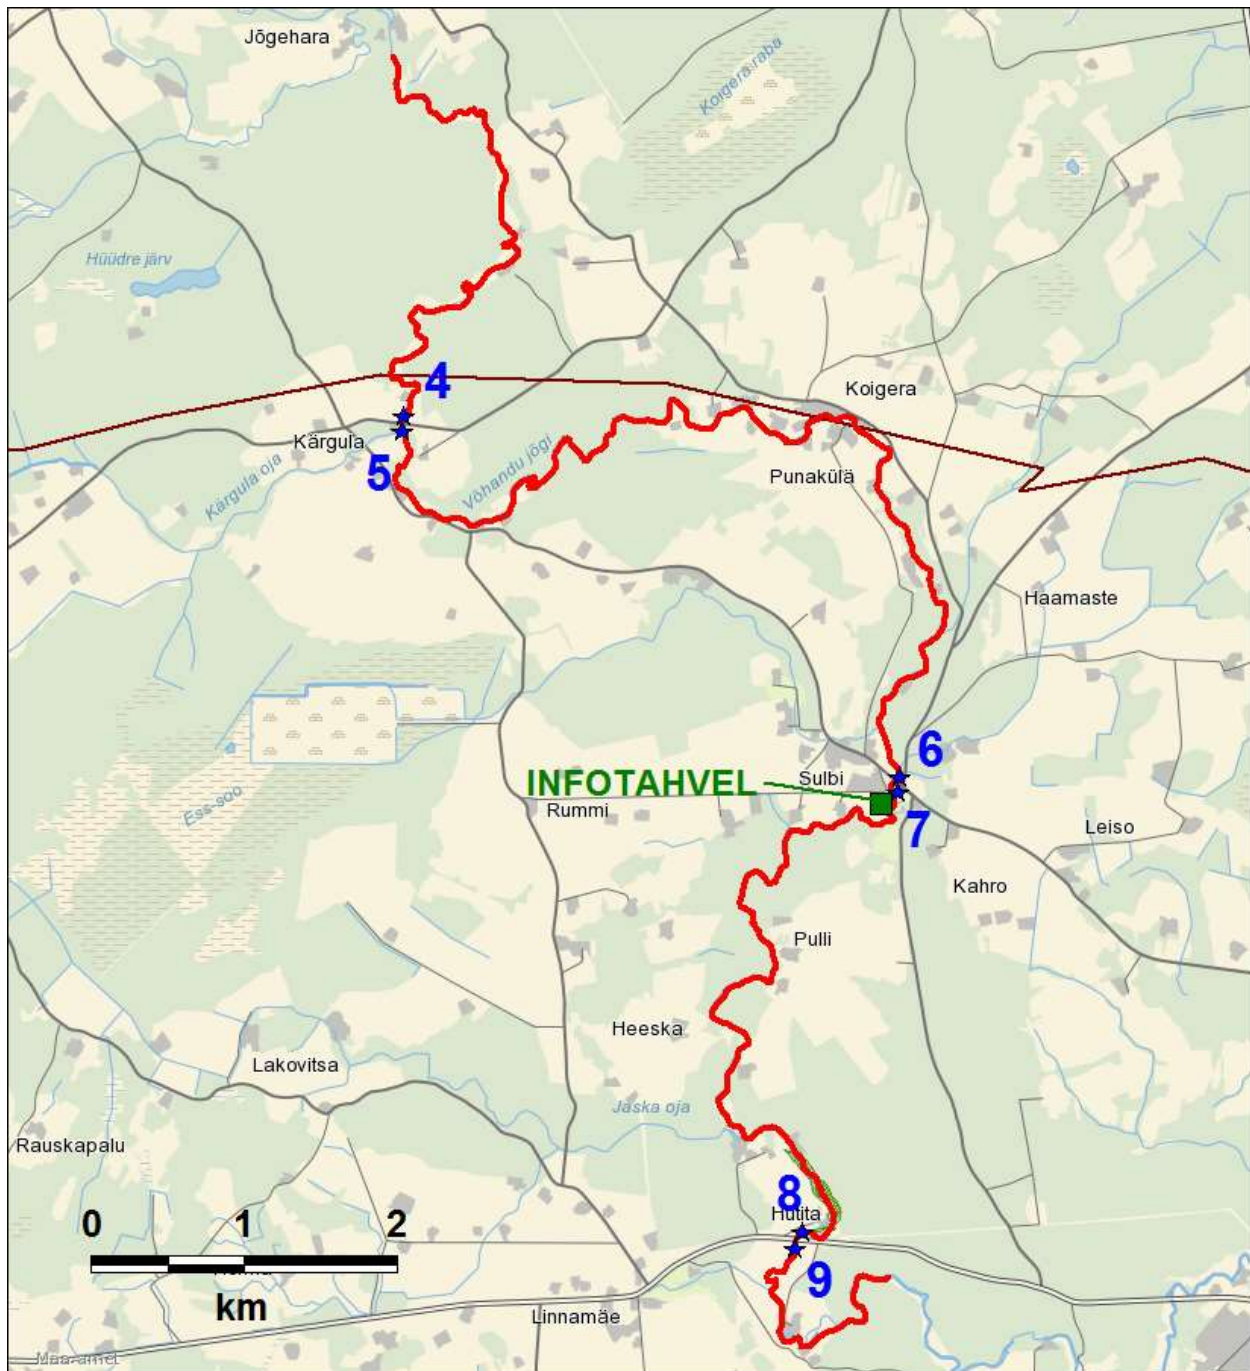 Jõgehara
Koigera raba
Hüüdre järv
4
Koigera
Kärgula
Võhandu jõgi
5
Punakülä
Kärgula oja
Haamaste
6
Sulbi
INFOTAHVEL
Rummi
Ess-soo
7
Leiso
Kahro
Pulli
Heeska
Lakovitsa
Jaska oja
Rauskapalu
8
Hutita
0 1 2
9
km
Linnamäe
Maa-amet